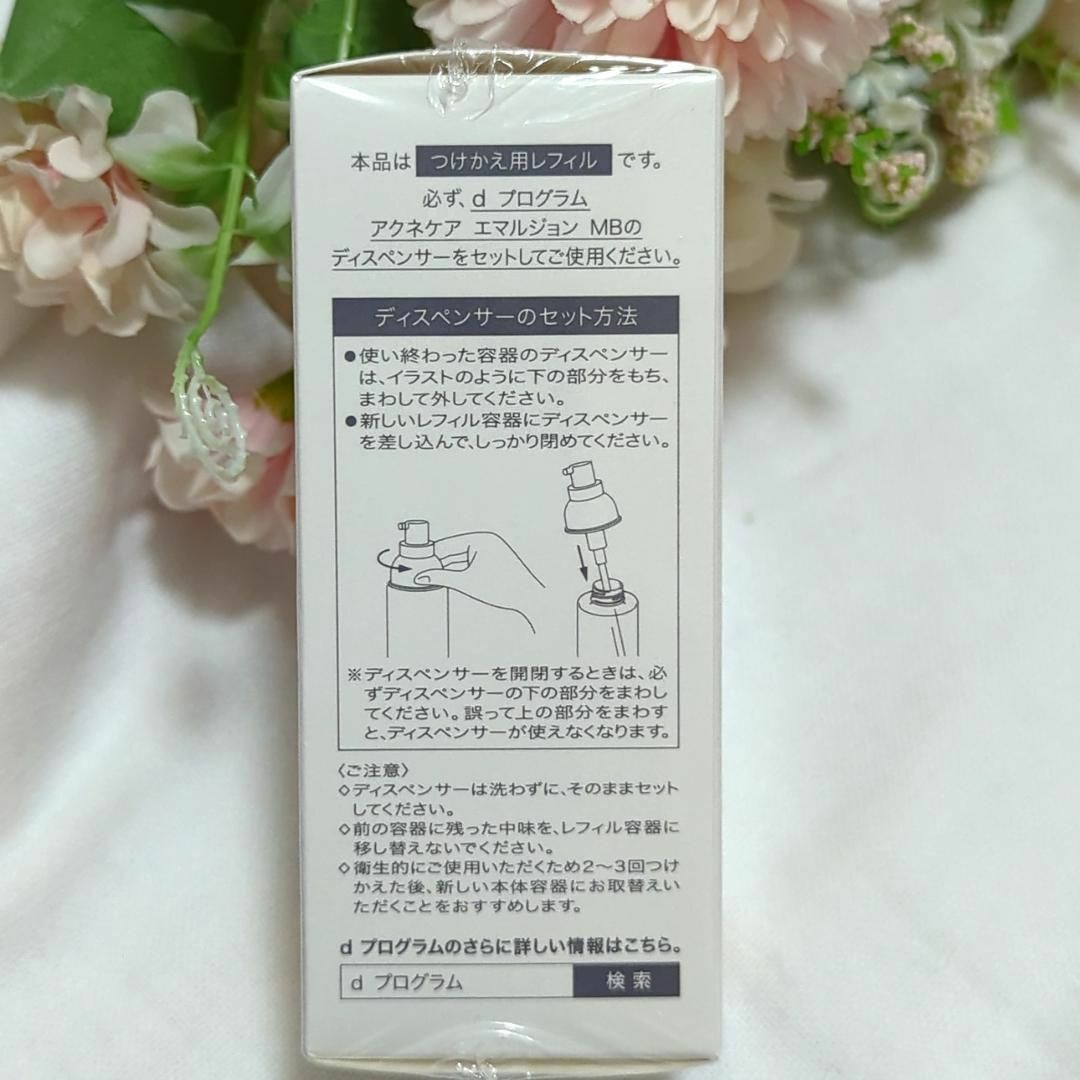 本品は つけかえ用レフィル です。
必ず、d プログラム
アクネケア エマルジョン MBの
ディスペンサーをセットしてご使用ください。
ディスペンサーのセット方法
●使い終わった容器のディスペンサー
は、イラストのように下の部分をもち、
まわして外してください。
●新しいレフィル容器にディスペンサー
を差し込んで、しっかり閉めてください。
※ディスペンサーを開閉するときは、必
ずディスペンサーの下の部分をまわし
てください。誤って上の部分をまわす
と、ディスペンサーが使えなくなります。
〈ご注意〉
◇ディスペンサーは洗わずに、そのままセット
してください。
◇前の容器に残った中味を、レフィル容器に
移し替えないでください。
◇衛生的にご使用いただくため2〜3回つけ
かえた後、新しい本体容器にお取替えい
ただくことをおすすめします。
d プログラムのさらに詳しい情報はこちら。
d プログラム 検索